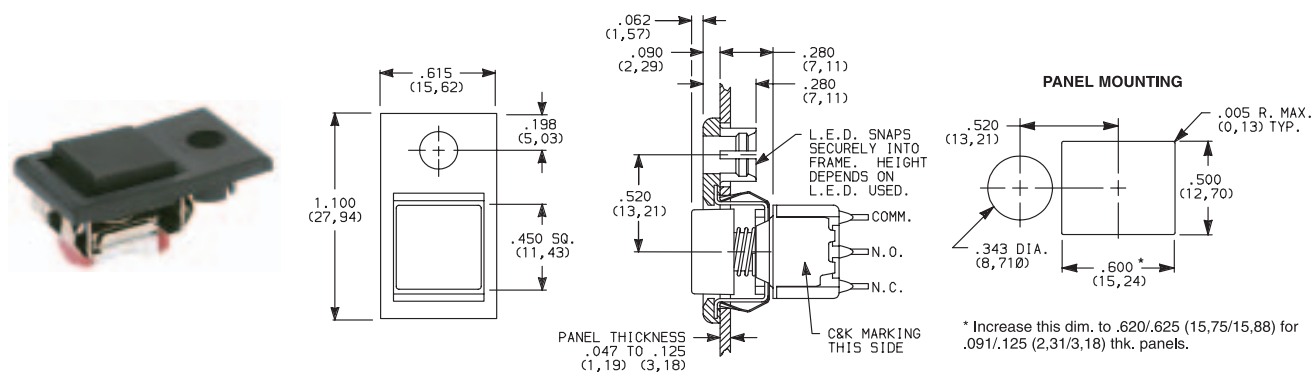 .615
(15,62)
.198
(5,03)
1.100
(27,94)
.450 SQ.
(11,43)
.062
(1,57)
.090
(2,29)
.280
(7,11)
.280
(7,11)
L.E.D. SNAPS
SECURELY INTO
FRAME. HEIGHT
DEPENDS ON
L.E.D. USED.
.520
(13,21)
COMM.
N.O.
N.C.
PANEL THICKNESS
.047 TO .125
(1,19) (3,18)
C&K MARKING
THIS SIDE
PANEL MOUNTING
.520
(13,21)
.005 R. MAX.
(0,13) TYP.
.500
(12,70)
.343 DIA.
(8,710)
.600 *
(15,24)
* Increase this dim. to .620/.625 (15,75/15,88) for
.091/.125 (2,31/3,18) thk. panels.